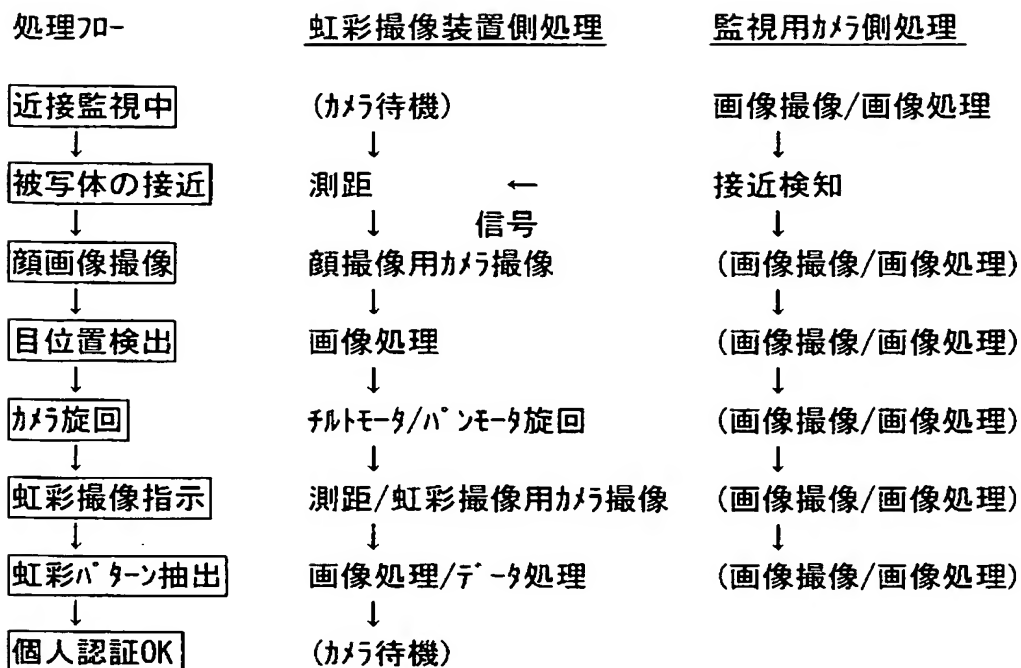 処理ﾌﾛｰ 虹彩撮像装置側処理 監視用ｶﾒﾗ側処理
近接監視中 (ｶﾒﾗ待機) 画像撮像/画像処理
↓ ↓ ↓
被写体の接近 測距 ← 接近検知
↓ ↓ 信号 ↓
顔画像撮像 顔撮像用ｶﾒﾗ撮像 (画像撮像/画像処理)
↓ ↓ ↓
目位置検出 画像処理 (画像撮像/画像処理)
↓ ↓ ↓
ｶﾒﾗ旋回 ﾁﾙﾄﾓｰﾀ/ﾊﾟﾝﾓｰﾀ旋回 (画像撮像/画像処理)
↓ ↓ ↓
虹彩撮像指示 測距/虹彩撮像用ｶﾒﾗ撮像 (画像撮像/画像処理)
↓ ↓ ↓
虹彩ﾊﾟﾀｰﾝ抽出 画像処理/ﾃﾞｰﾀ処理 (画像撮像/画像処理)
↓ ↓
個人認証OK (ｶﾒﾗ待機)